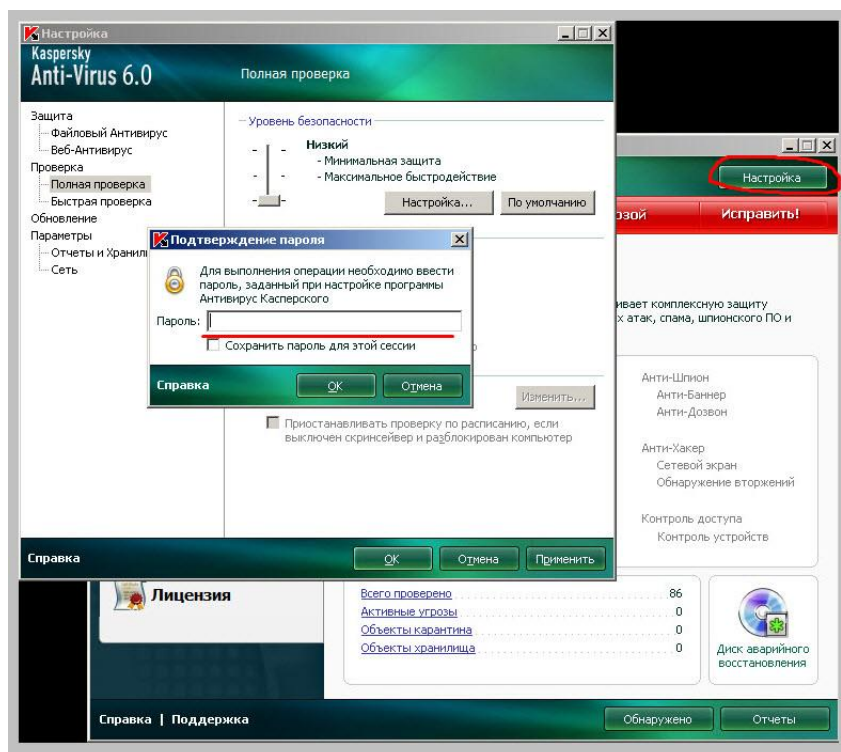 Настройка
Kaspersky
Anti-Virus 6.0
Полная проверка
Защита
Файловый Антивирус
Веб-Антивирус
Проверка
Полная проверка
Быстрая проверка
Обновление
Параметры
Отчеты и Хранил
Сеть
Уровень безопасности
Низкий
- Минимальная защита
- Максимальное быстродействие
Настройка...
По умолчанию
Подтверждение пароля
Для выполнения операции необходимо ввести
пароль, заданный при настройке программы
Антивирус Касперского
Пароль:
Сохранить пароль для этой сессии
Справка
OK
Отмена
Изменить...
Приостанавливать проверку по расписанию, если
выключен скринсейвер и разблокирован компьютер
Справка
OK
Отмена
Применить
Настройка
зой
Исправить!
ивает комплексную защиту
х атак, спама, шпионского ПО и
Анти-Шпион
Анти-Баннер
Анти-Дозвон
Анти-Хакер
Сетевой экран
Обнаружение вторжений
Контроль доступа
Контроль устройств
Лицензия
Всего проверено 86
Активные угрозы 0
Объекты карантина 0
Объекты хранилища 0
Диск аварийного
восстановления
Справка | Поддержка
Обнаружено
Отчеты